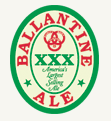 BALLANTINE
XXX
America's
Largest
Selling Ale
ALE